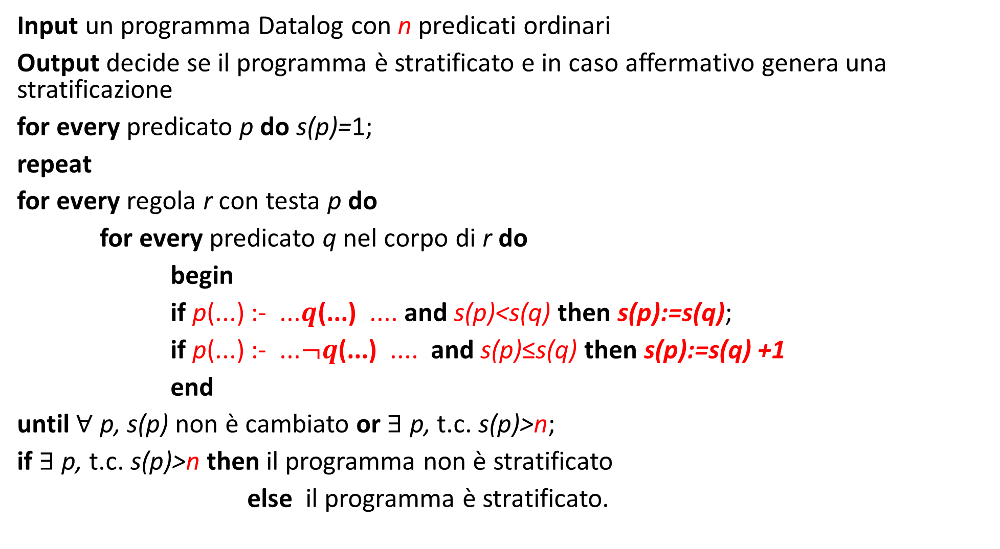 Input un programma Datalog con n predicati ordinari
Output decide se il programma è stratificato e in caso affermativo genera una
stratificazione
for every predicato p do s(p)=1;
repeat
for every regola r con testa p do
for every predicato q nel corpo di r do
begin
if p(...) :- ...q(...) .... and s(p)<s(q) then s(p):=s(q);
if p(...) :- ...¬q(...) .... and s(p)≤s(q) then s(p):=s(q) +1
end
until ∀ p, s(p) non è cambiato or ∃ p, t.c. s(p)>n;
if ∃ p, t.c. s(p)>n then il programma non è stratificato
else il programma è stratificato.